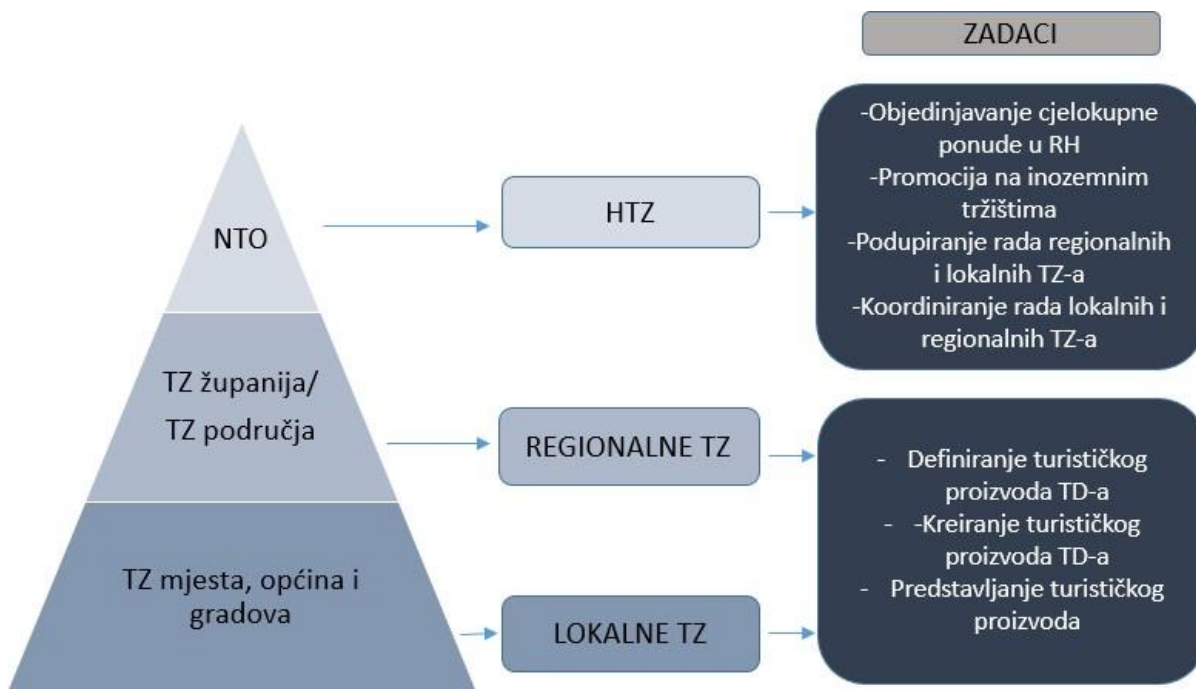 ZADACI
NTO
HTZ
-Objedinjavanje cjelokupne
ponude u RH
-Promocija na inozemnim
tržištima
-Podupiranje rada regionalnih
i lokalnih TZ-a
-Koordiniranje rada lokalnih i
regionalnih TZ-a
TZ županija/
TZ područja
REGIONALNE TZ
- Definiranje turističkog
proizvoda TD-a
- -Kreiranje turističkog
proizvoda TD-a
- Predstavljanje turističkog
proizvoda
TZ mjesta, općina i
gradova
LOKALNE TZ